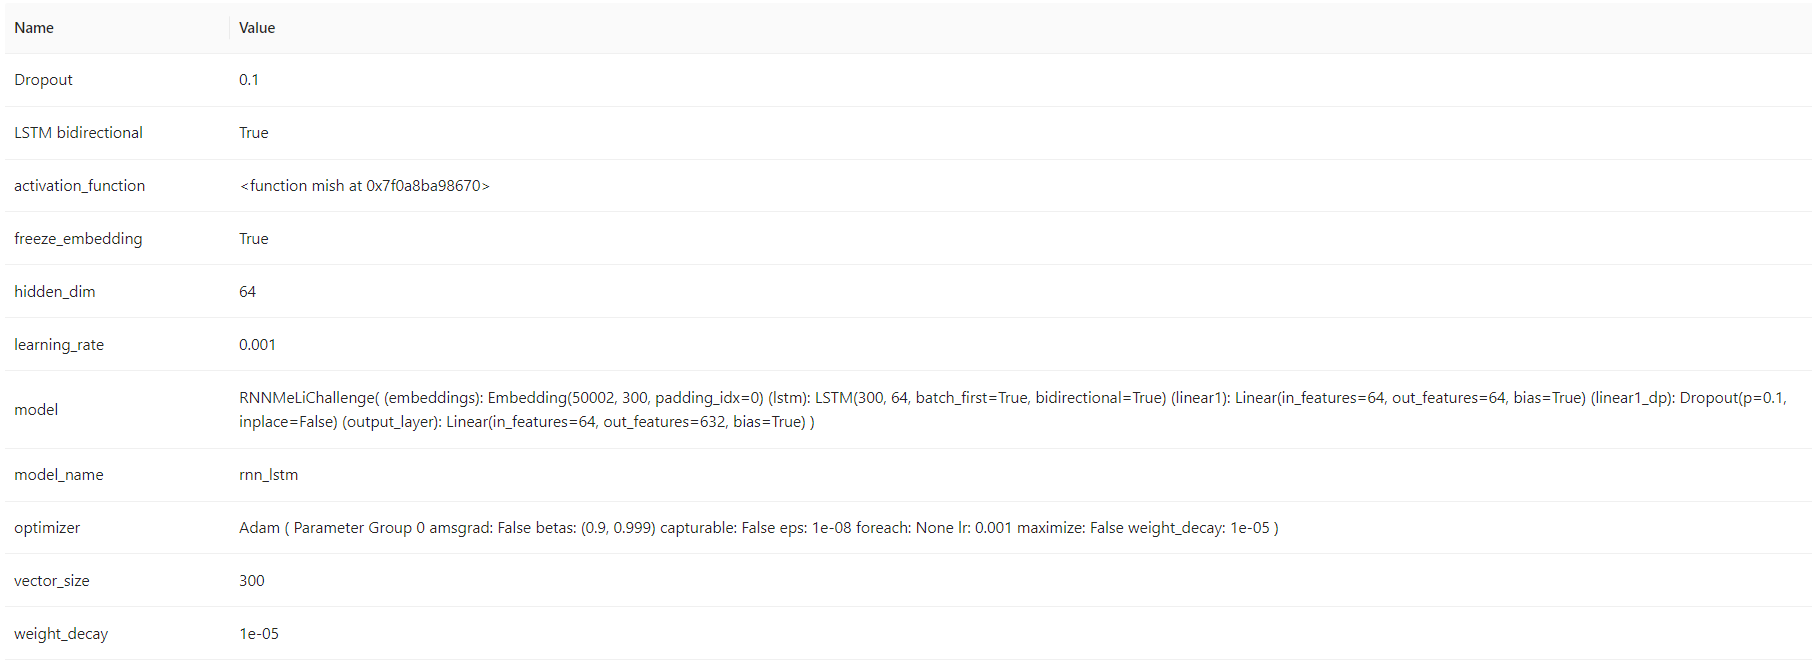 Name Value
Dropout 0.1
LSTM bidirectional True
activation_function <function mish at 0x7f0a8ba98670>
freeze_embedding True
hidden_dim 64
learning_rate 0.001
model RNNMeLiChallenge( (embeddings): Embedding(50002, 300, padding_idx=0) (lstm): LSTM(300, 64, batch_first=True, bidirectional=True) (linear1): Linear(in_features=64, out_features=64, bias=True) (linear1_dp): Dropout(p=0.1,
inplace=False) (output_layer): Linear(in_features=64, out_features=632, bias=True) )
model_name rnn_lstm
optimizer Adam ( Parameter Group 0 amsgrad: False betas: (0.9, 0.999) capturable: False eps: 1e-08 foreach: None lr: 0.001 maximize: False weight_decay: 1e-05 )
vector_size 300
weight_decay 1e-05